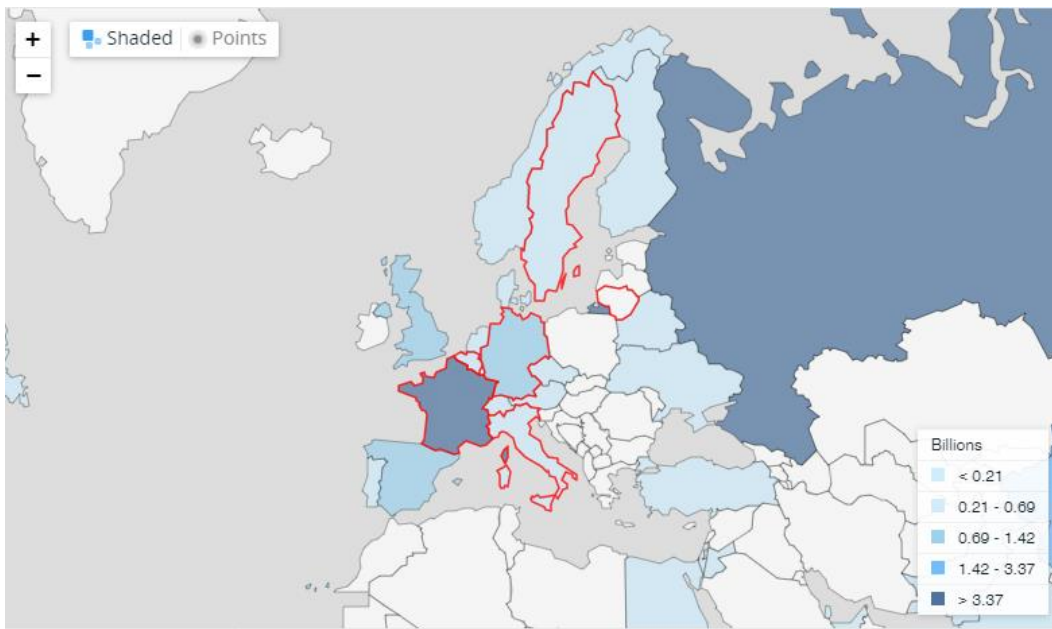 +
Shaded
Points
−
Billions
< 0.21
0.21 - 0.69
0.69 - 1.42
1.42 - 3.37
> 3.37